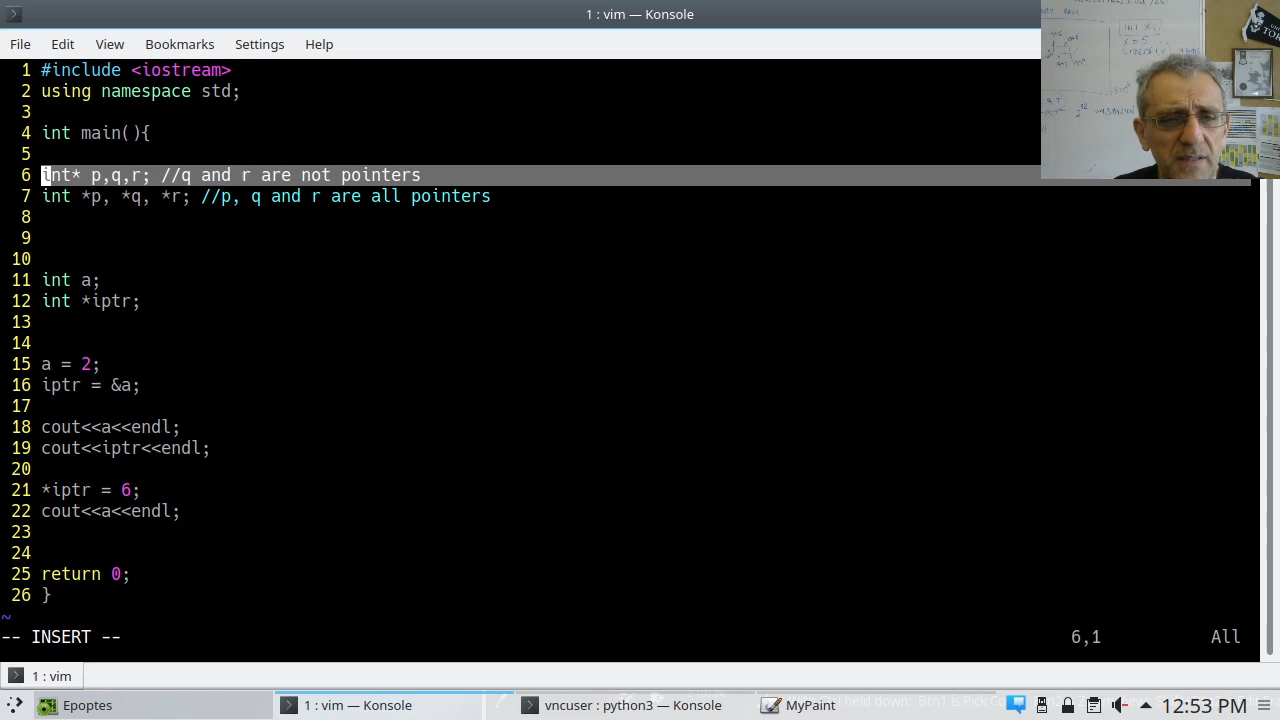 1 : vim — Konsole
File Edit View Bookmarks Settings Help
1 #include <iostream>
2 using namespace std;
3
4 int main(){
5
6 int* p,q,r; //q and r are not pointers
7 int *p, *q, *r; //p, q and r are all pointers
8
9
10
11 int a;
12 int *iptr;
13
14
15 a = 2;
16 iptr = &a;
17
18 cout<<a<<endl;
19 cout<<iptr<<endl;
20
21 *iptr = 6;
22 cout<<a<<endl;
23
24
25 return 0;
26 }
~
-- INSERT -- 6,1 All
1 : vim
Epoptes 1 : vim — Konsole vncuser : python3 — Konsole MyPaint 12:53 PM